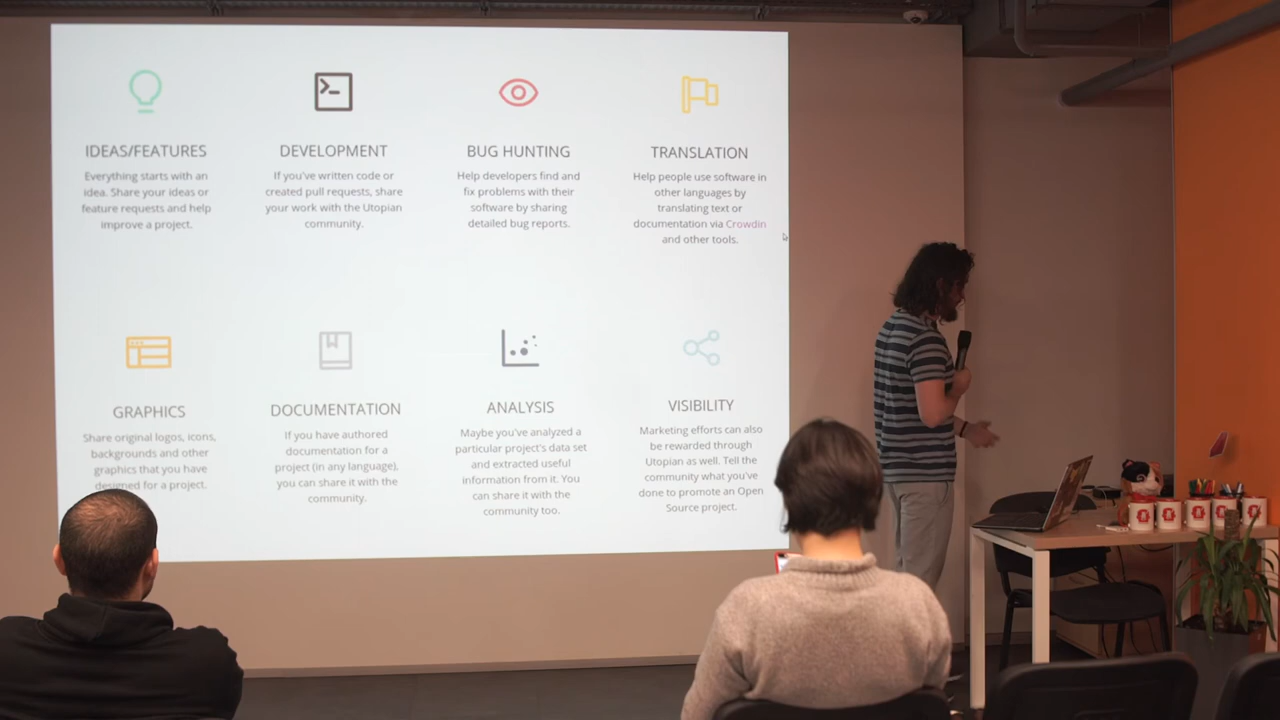 IDEAS/FEATURES
Everything starts with an
idea. Share your ideas or
feature requests and help
improve a project.
DEVELOPMENT
If you've written code or
created pull requests, share
your work with the Utopian
community.
BUG HUNTING
Help developers find and
fix problems with their
software by sharing
detailed bug reports.
TRANSLATION
Help people use software in
other languages by
translating text or
documentation via Crowdin
and other tools.
GRAPHICS
Share original logos, icons,
backgrounds and other
graphics that you have
designed for a project.
DOCUMENTATION
If you have authored
documentation for a
project (in any language),
you can share it with the
community.
ANALYSIS
Maybe you've analyzed a
particular project's data set
and extracted useful
information from it. You
can share it with the
community too.
VISIBILITY
Marketing efforts can also
be rewarded through
Utopian as well. Tell the
community what you've
done to promote an Open
Source project.